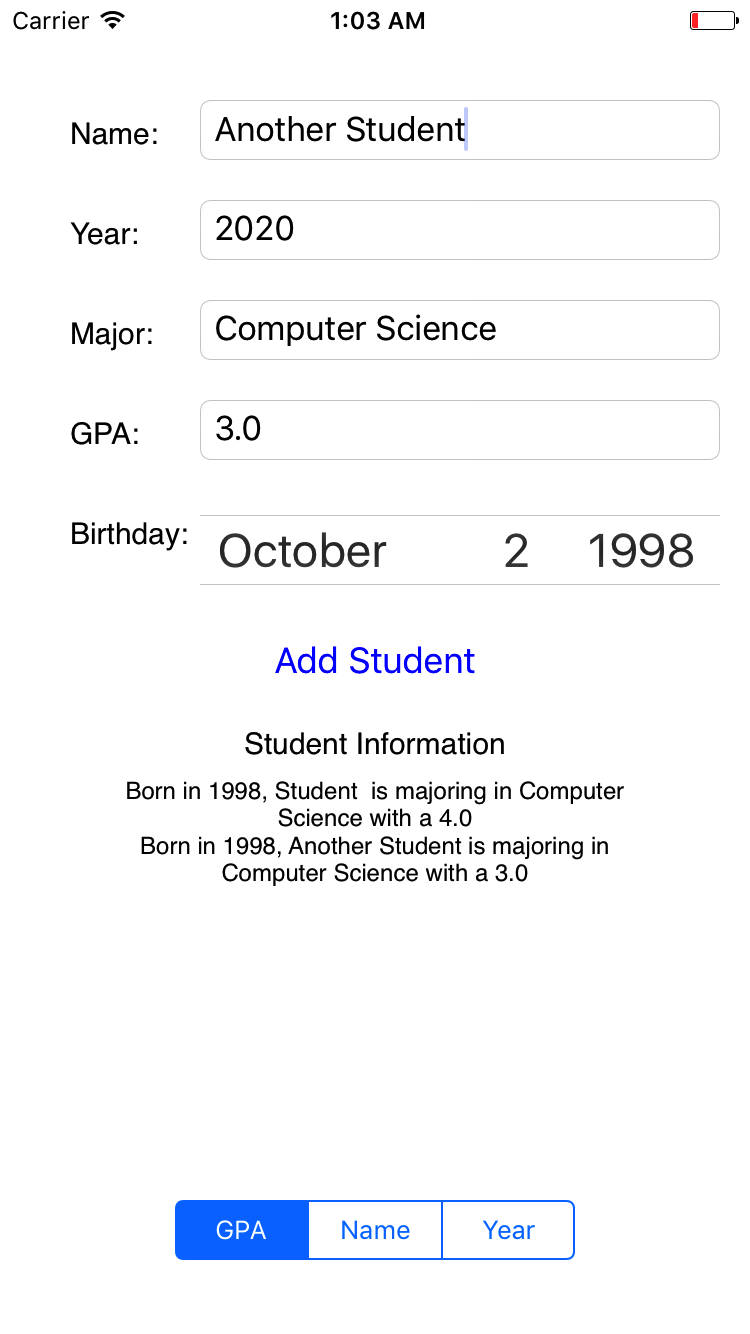 Carrier 1:03 AM
Name: Another Student
Year: 2020
Major: Computer Science
GPA: 3.0
Birthday: October 2 1998
Add Student
Student Information
Born in 1998, Student  is majoring in Computer
Science with a 4.0
Born in 1998, Another Student is majoring in
Computer Science with a 3.0
GPA Name Year